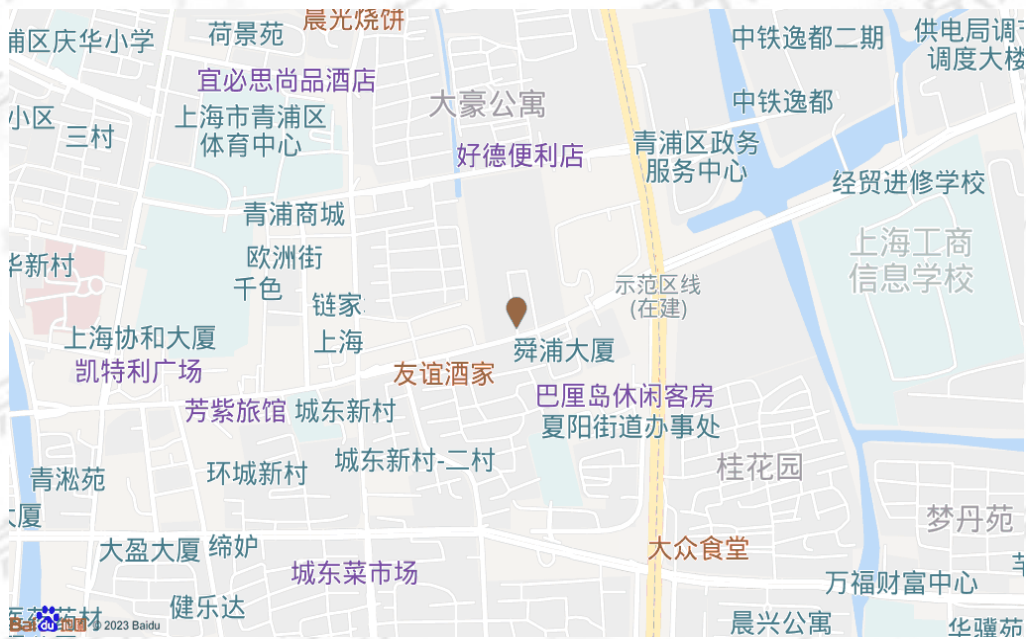 晨光烧饼
荷景苑
浦区庆华小学
中铁逸都二期
供电局调
调度大楼
宜必思尚品酒店
大豪公寓
中铁逸都
小区
上海市青浦区
体育中心
三村
好德便利店
青浦区政务
服务中心
经贸进修学校
青浦商城
上海工商
信息学校
欧洲街
华新村
千色
示范区线
(在建)
链家
上海协和大厦
上海
舜浦大厦
凯特利广场
友谊酒家
巴厘岛休闲客房
芳紫旅馆
城东新村
夏阳街道办事处
城东新村-二村
环城新村
桂花园
青淞苑
大厦
梦丹苑
大盈大厦
缔妒
大众食堂
城东菜市场
万福财富中心
健乐达
晨兴公寓
华骥苑
© 2023 Baidu